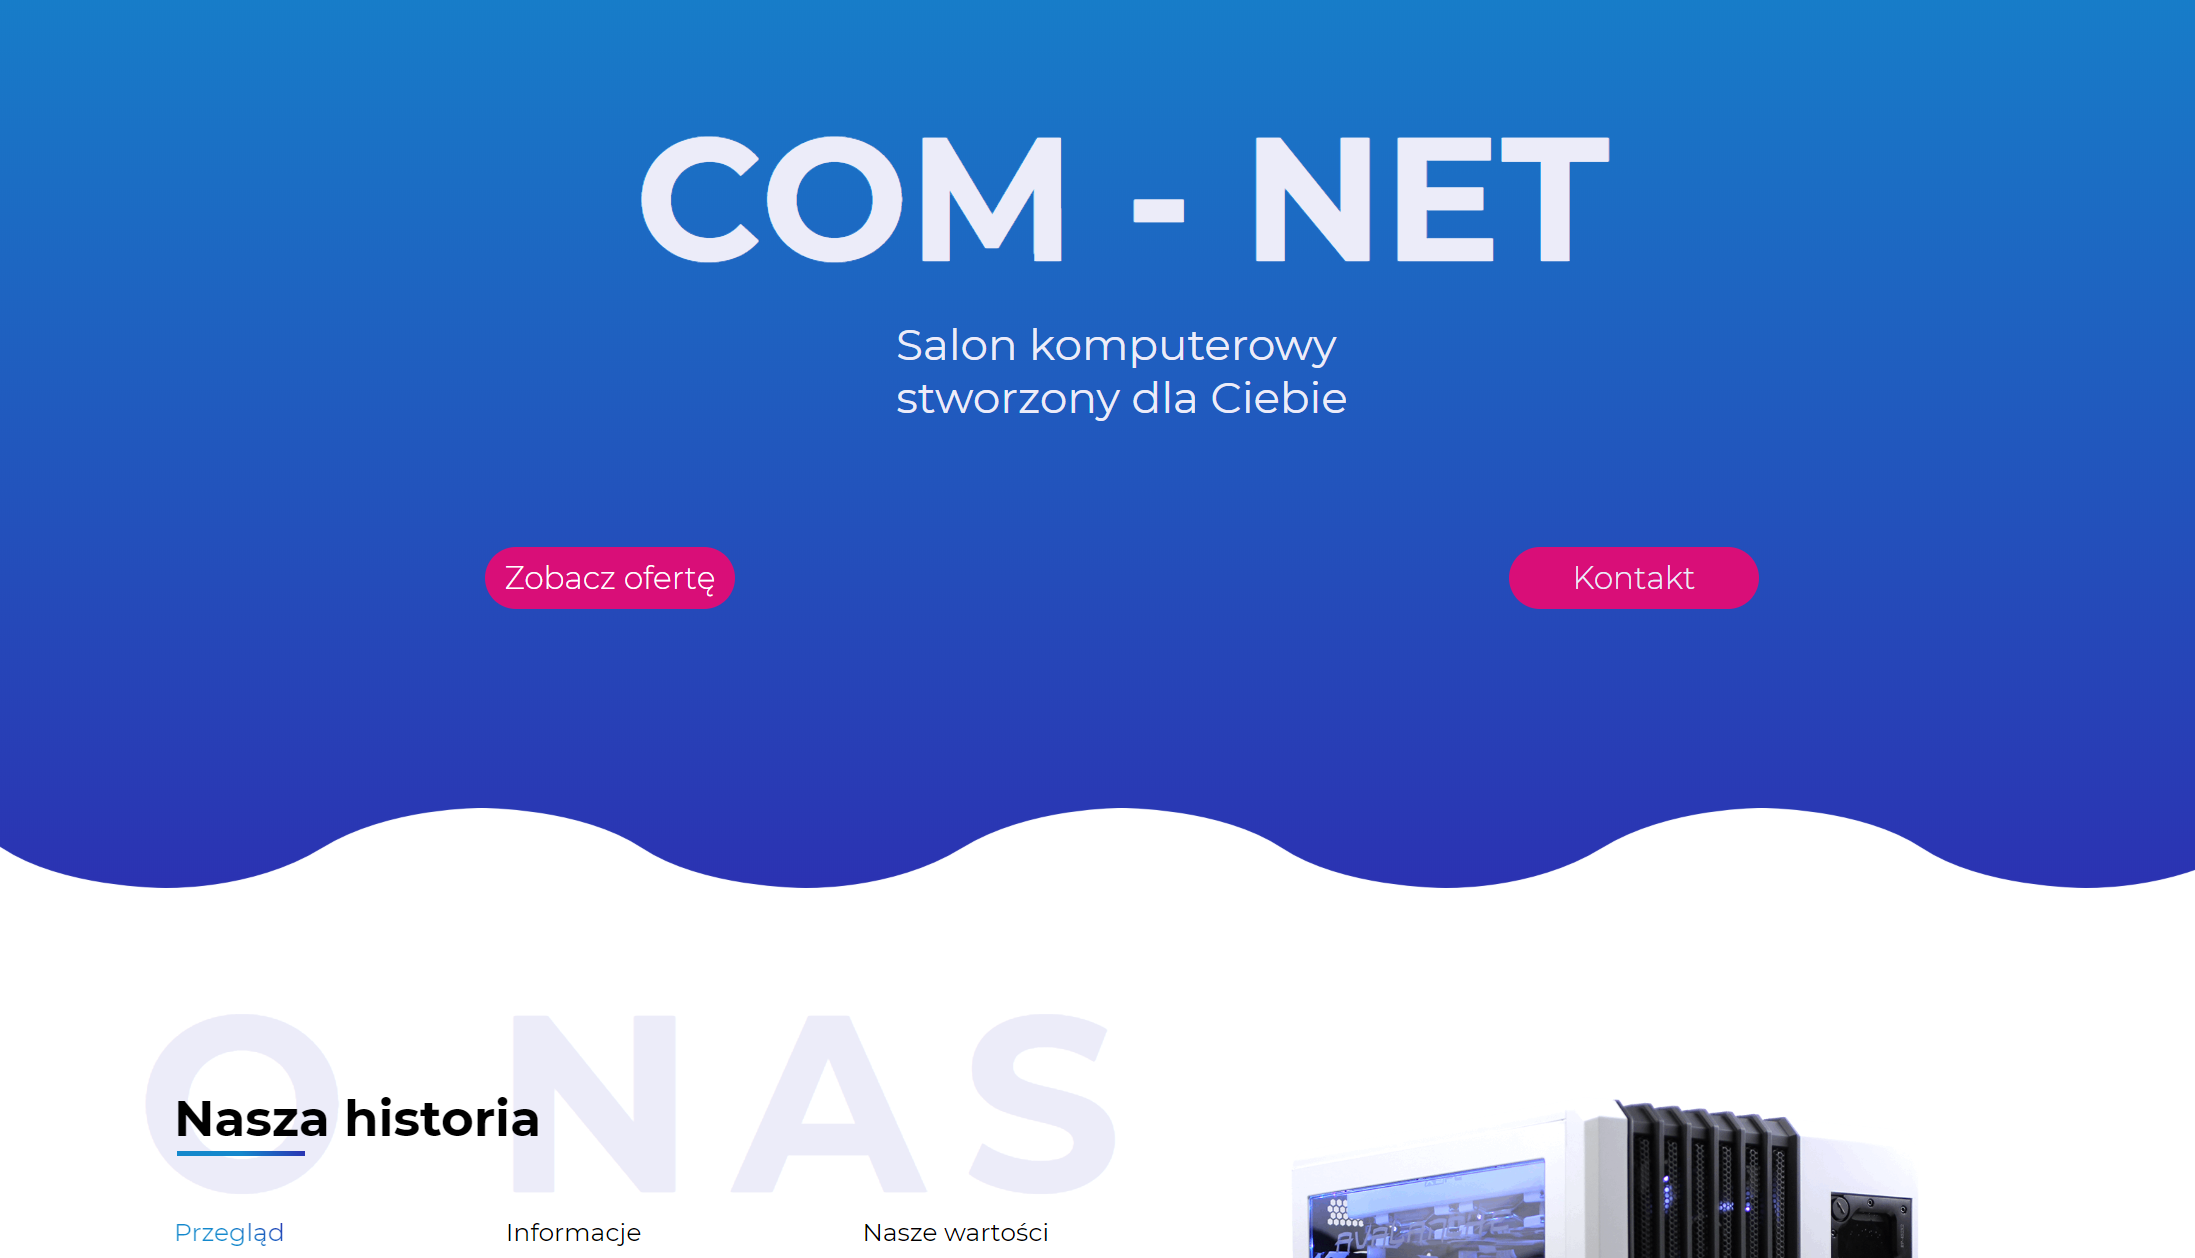 COM - NET
Salon komputerowy
stworzony dla Ciebie
Zobacz ofertę
Kontakt
O NAS
Nasza historia
Przegląd
Informacje
Nasze wartości